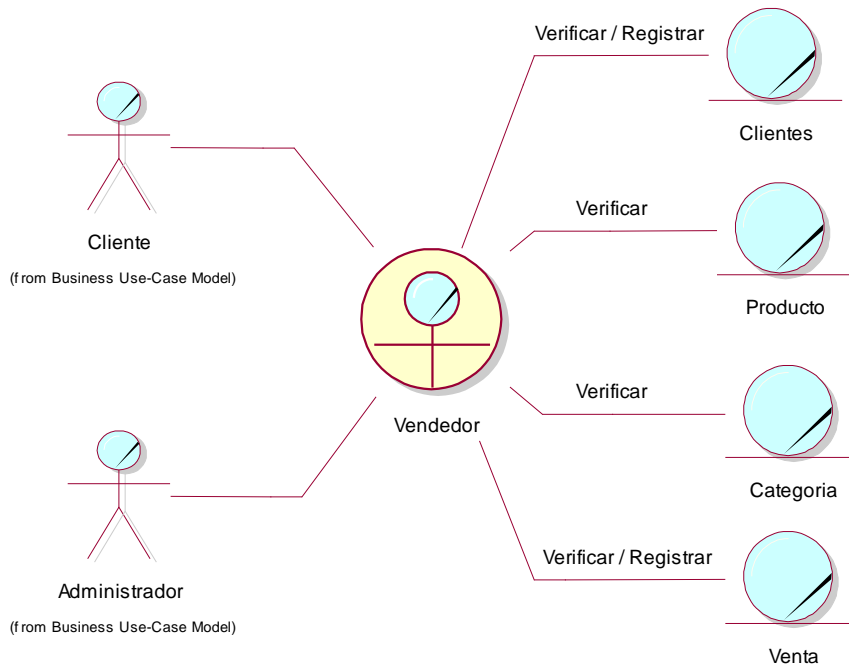 Verificar / Registrar
Clientes
Cliente
(from Business Use-Case Model)
Verificar
Producto
Vendedor
Verificar
Categoria
Administrador
(from Business Use-Case Model)
Verificar / Registrar
Venta